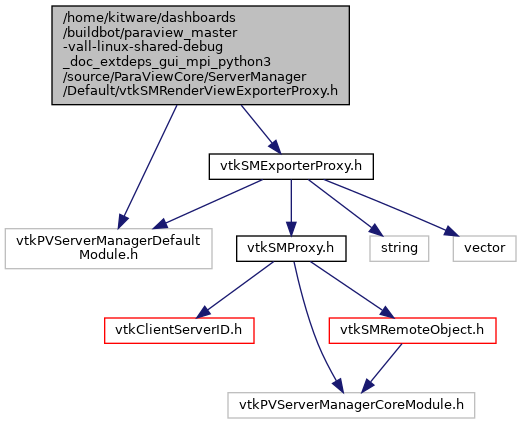 /home/kitware/dashboards
/buildbot/paraview_master
-vall-linux-shared-debug
_doc_extdeps_gui_mpi_python3
/source/ParaViewCore/ServerManager
/Default/vtkSMRenderViewExporterProxy.h
vtkSMExporterProxy.h
vtkPVServerManagerDefault
Module.h
vtkSMProxy.h
string
vector
vtkClientServerID.h
vtkSMRemoteObject.h
vtkPVServerManagerCoreModule.h